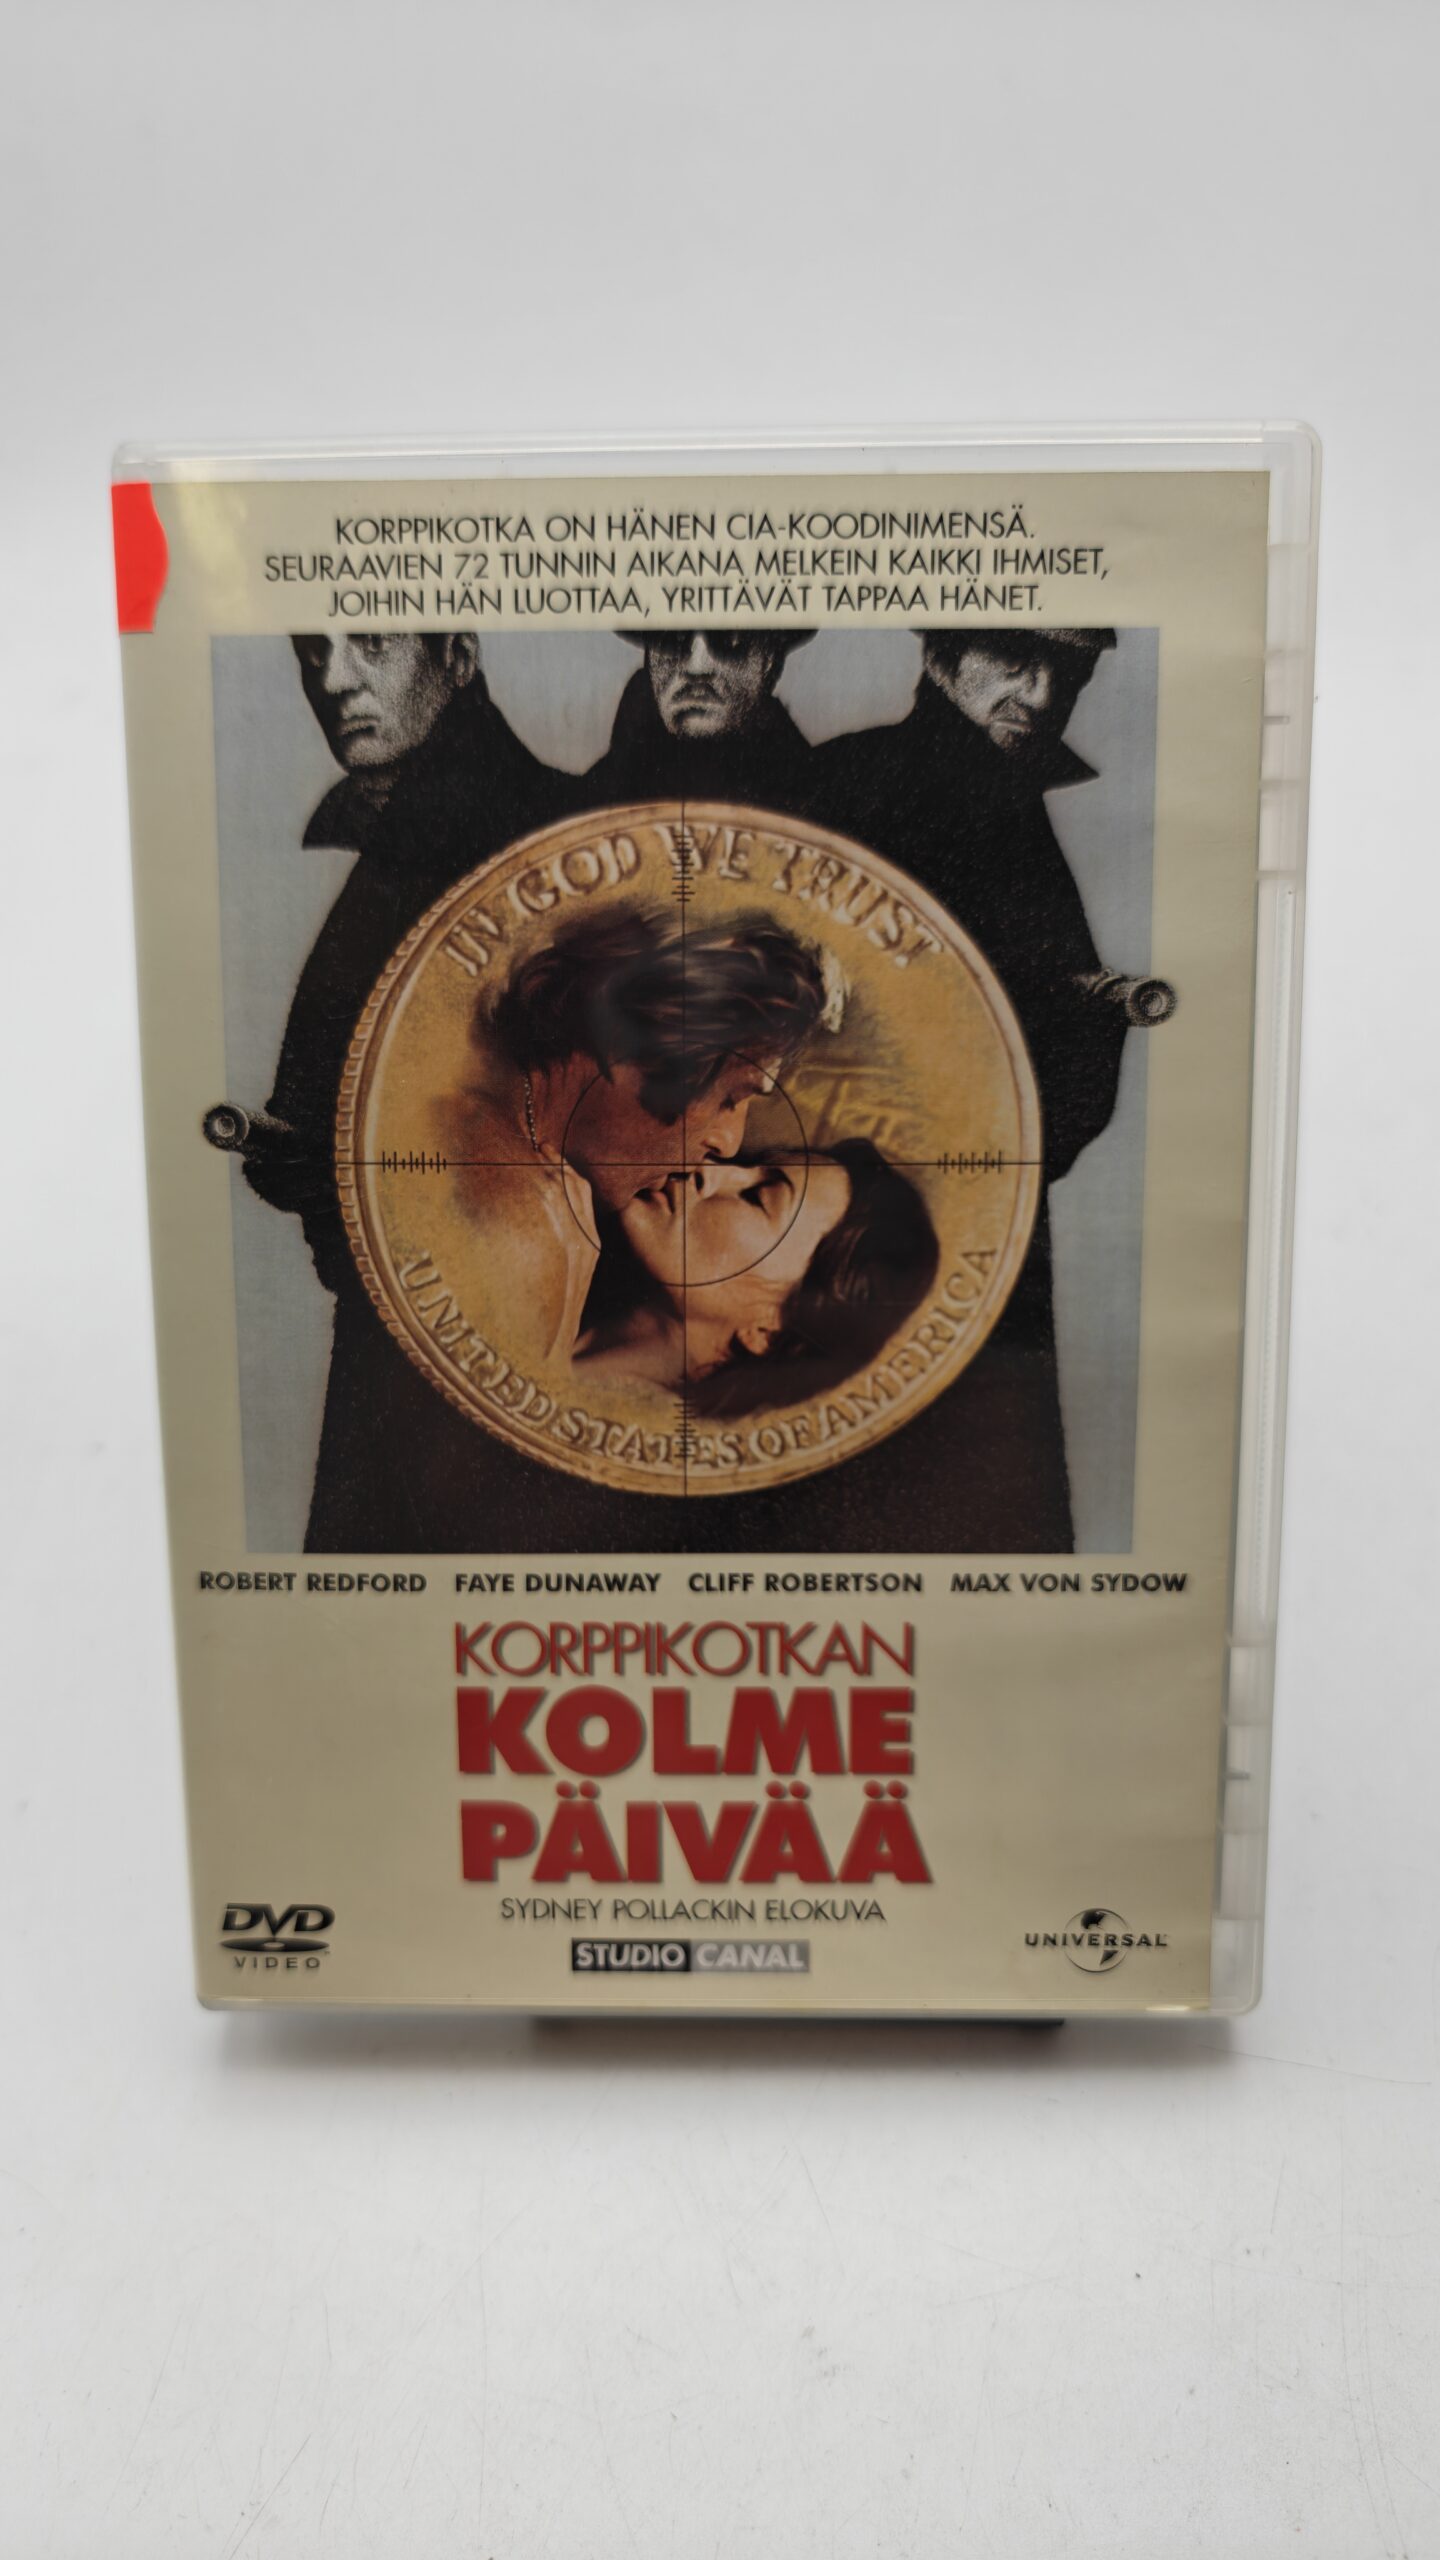 KORPPIKOTKA ON HÄNEN CIA-KOODINIMENSÄ.
SEURAAVIEN 72 TUNNIN AIKANA MELKEIN KAIKKI IHMISET,
JOIHIN HÄN LUOTTAA, YRITTÄVÄT TAPPAA HÄNET.
IN GOD WE TRUST
UNITED STATES OF AMERICA
ROBERT REDFORD FAYE DUNAWAY CLIFF ROBERTSON MAX VON SYDOW
KORPPIKOTKAN
KOLME
PÄIVÄÄ
SYDNEY POLLACKIN ELOKUVA
DVD
VIDEO
STUDIO CANAL
UNIVERSAL